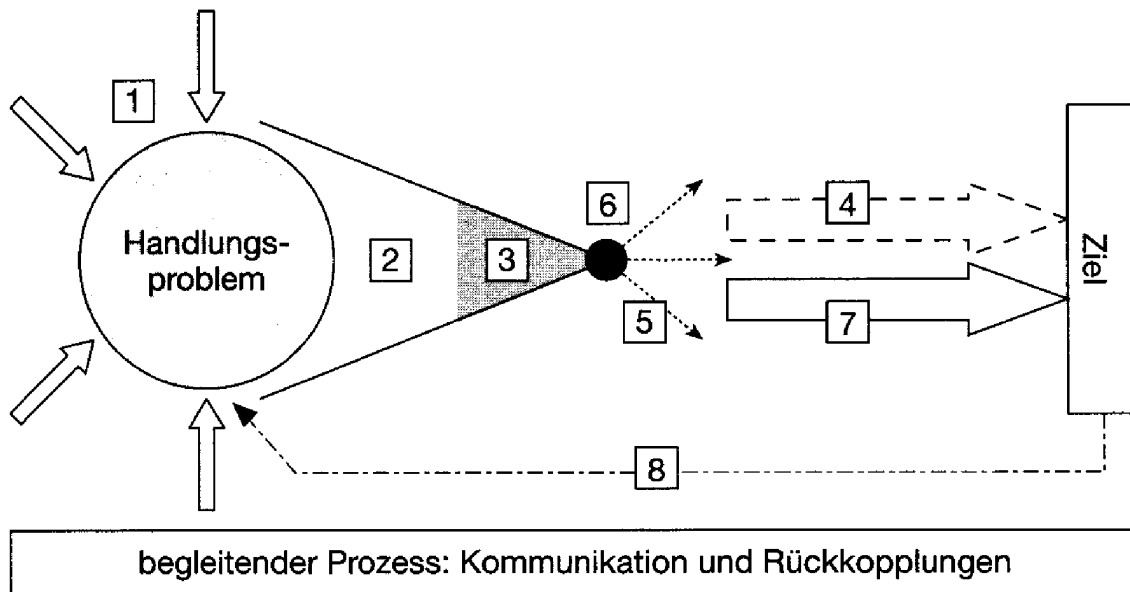 1
Handlungs-
problem
2
3
6
5
4
7
Ziel
8
begleitender Prozess: Kommunikation und Rückkopplungen